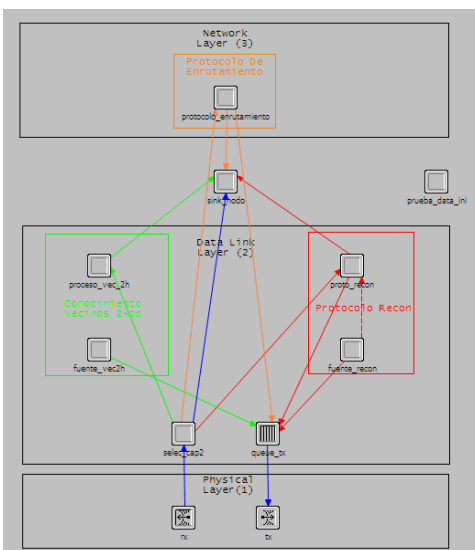 Network
Layer (3)
Protocolo De
Enrutamiento
protocolo_enrutamiento
sink_nodo
prueba_data_ini
Data Link
Layer (2)
proceso_vec_2h
proto_recon
Conocimiento
Vecinos 2-ho
Protocolo Recon
fuente_vec2h
fuente_recon
selec_cap2
queue_tx
Physical
Layer(1)
rx
tx